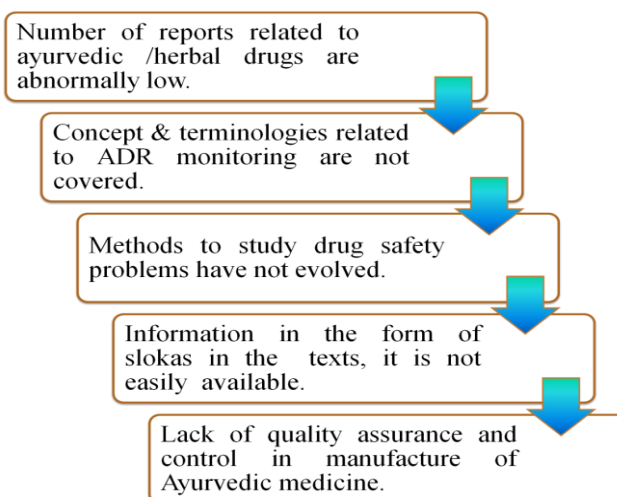 Number of reports related to
ayurvedic /herbal drugs are
abnormally low.
Concept & terminologies related
to ADR monitoring are not
covered.
Methods to study drug safety
problems have not evolved.
Information in the form of
slokas in the texts, it is not
easily available.
Lack of quality assurance and
control in manufacture of
Ayurvedic medicine.